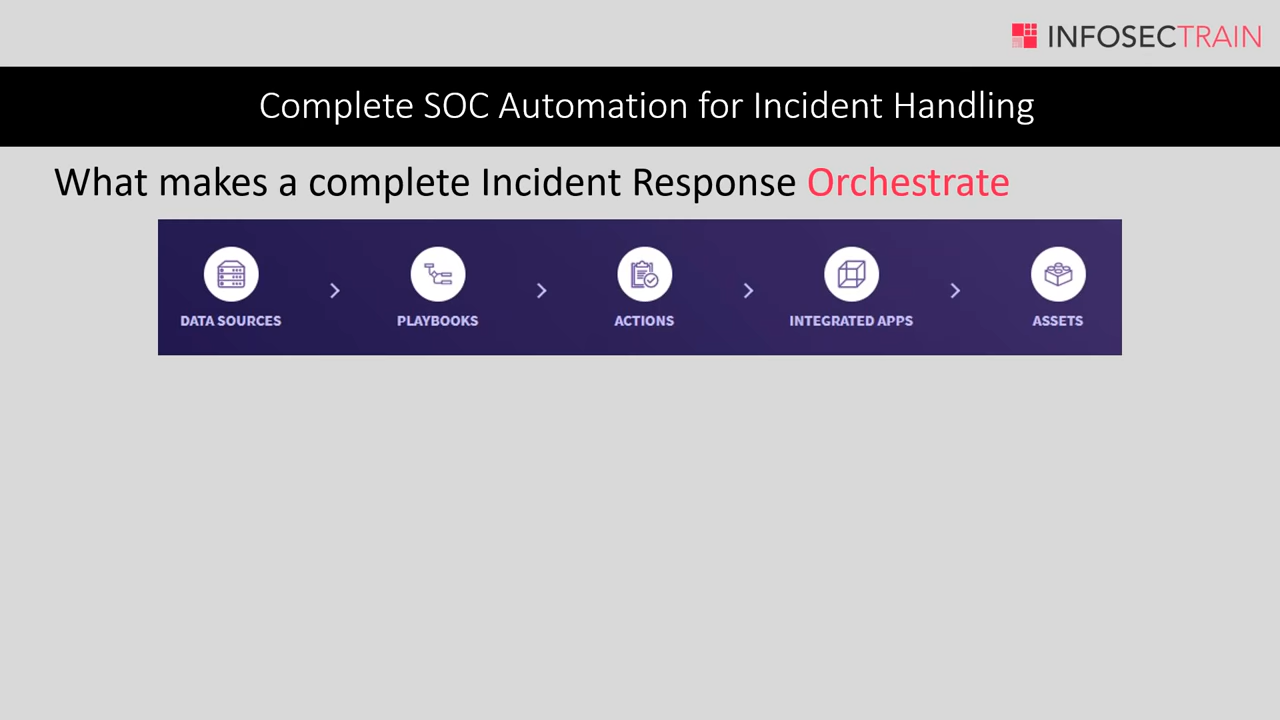 INFOSECTRAIN
Complete SOC Automation for Incident Handling
What makes a complete Incident Response Orchestrate
DATA SOURCES
PLAYBOOKS
ACTIONS
INTEGRATED APPS
ASSETS